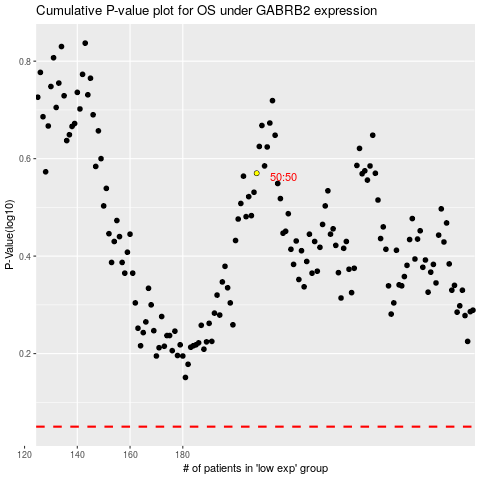 Cumulative P-value plot for OS under GABRB2 expression
P-Value(log10)
0.8
0.6
0.4
0.2
50:50
120 140 160 180
# of patients in 'low exp' group